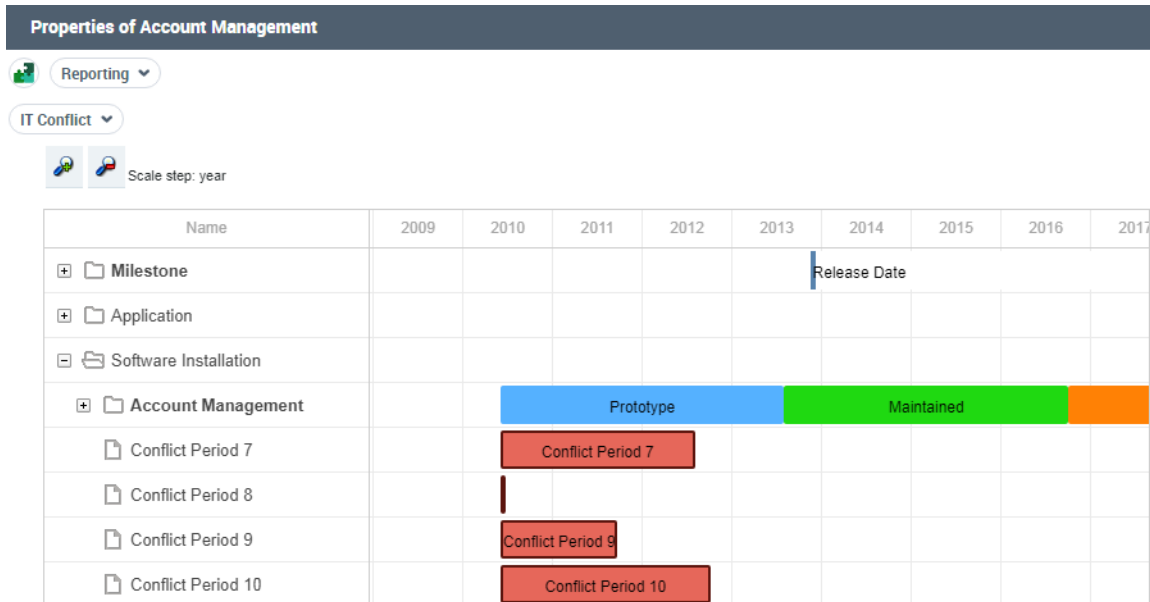 Properties of Account Management
Reporting
IT Conflict
Scale step: year
Name 2009 2010 2011 2012 2013 2014 2015 2016 2017
Milestone Release Date
Application
Software Installation
Account Management Prototype Maintained
Conflict Period 7 Conflict Period 7
Conflict Period 8
Conflict Period 9 Conflict Period 9
Conflict Period 10 Conflict Period 10